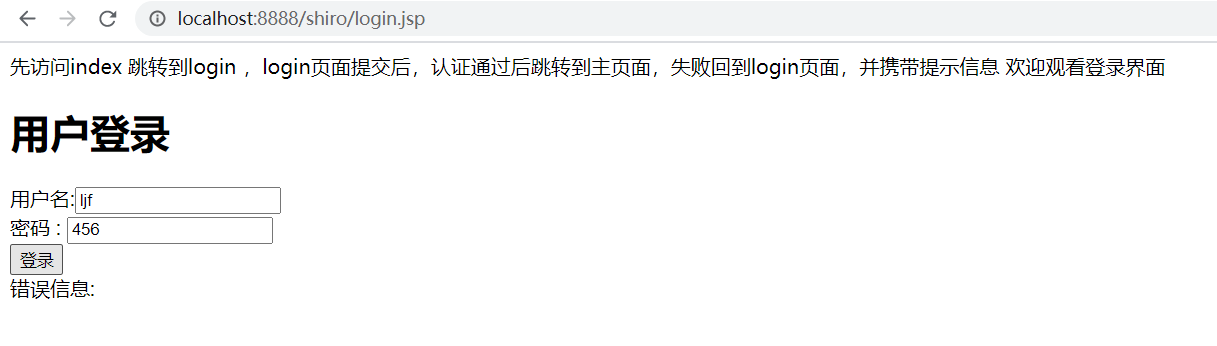 localhost:8888/shiro/login.jsp
先访问index 跳转到login ，login页面提交后，认证通过后跳转到主页面，失败回到login页面，并携带提示信息 欢迎观看登录界面
用户登录
用户名:ljf
密码 : 456
登录
错误信息: